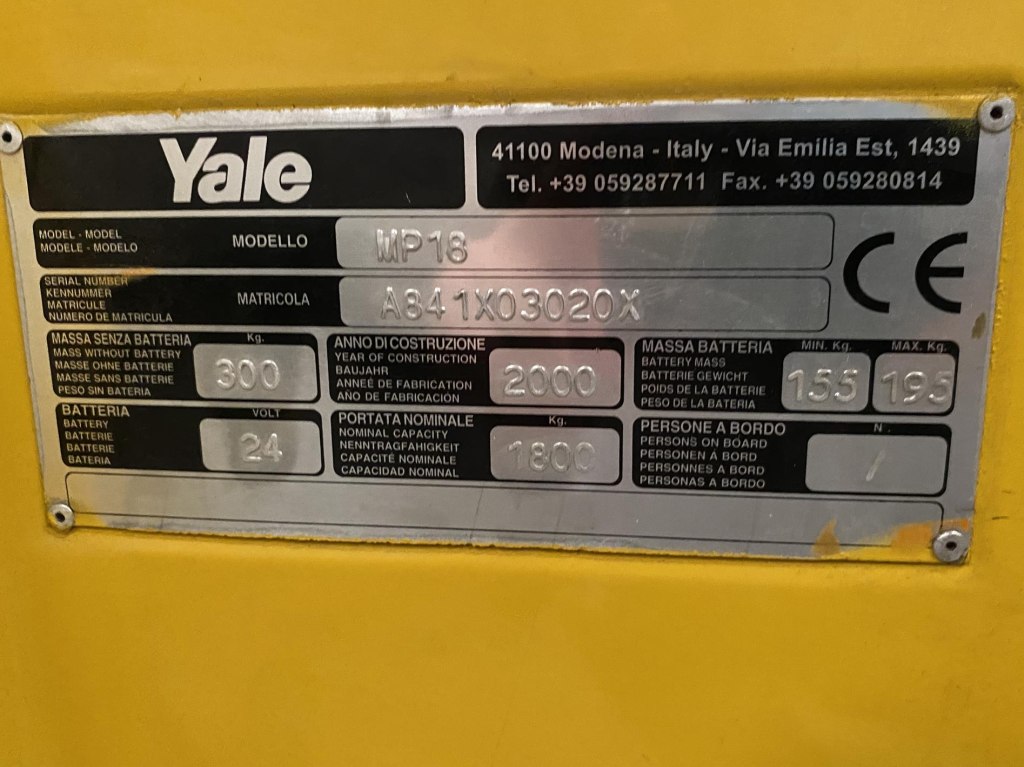 Yale
41100 Modena - Italy - Via Emilia Est, 1439
Tel. +39 059287711 Fax. +39 059280814
MODEL - MODEL
MODELE - MODELO
MODELLO
MP18
CE
SERIAL NUMBER
KENNUMMER
MATRICULE
NÚMERO DE MATRICULA
MATRICOLA
A841X03020X
MASSA SENZA BATTERIA
MASS WITHOUT BATTERY
MASSE OHNE BATTERIE
MASSE SANS BATTERIE
PESO SIN BATERIA
Kg.
300
ANNO DI COSTRUZIONE
YEAR OF CONSTRUCTION
BAUJAHR
ANNEÉ DE FABRICATION
AÑO DE FABRICACIÓN
2000
MASSA BATTERIA
BATTERY MASS
BATTERIE GEWICHT
POIDS DE LA BATTERIE
PESO DE LA BATERIA
MIN. Kg.
155
MAX. Kg.
195
BATTERIA
BATTERY
BATTERIE
BATTERIE
BATERIA
VOLT
24
PORTATA NOMINALE
NOMINAL CAPACITY
NENNTRAGFAHIGKEIT
CAPACITÉ NOMINALE
CAPACIDAD NOMINAL
Kg.
1800
PERSONE A BORDO
PERSONS ON BOARD
PERSONEN A BORD
PERSONNES A BORD
PERSONAS A BORDO
N°
/